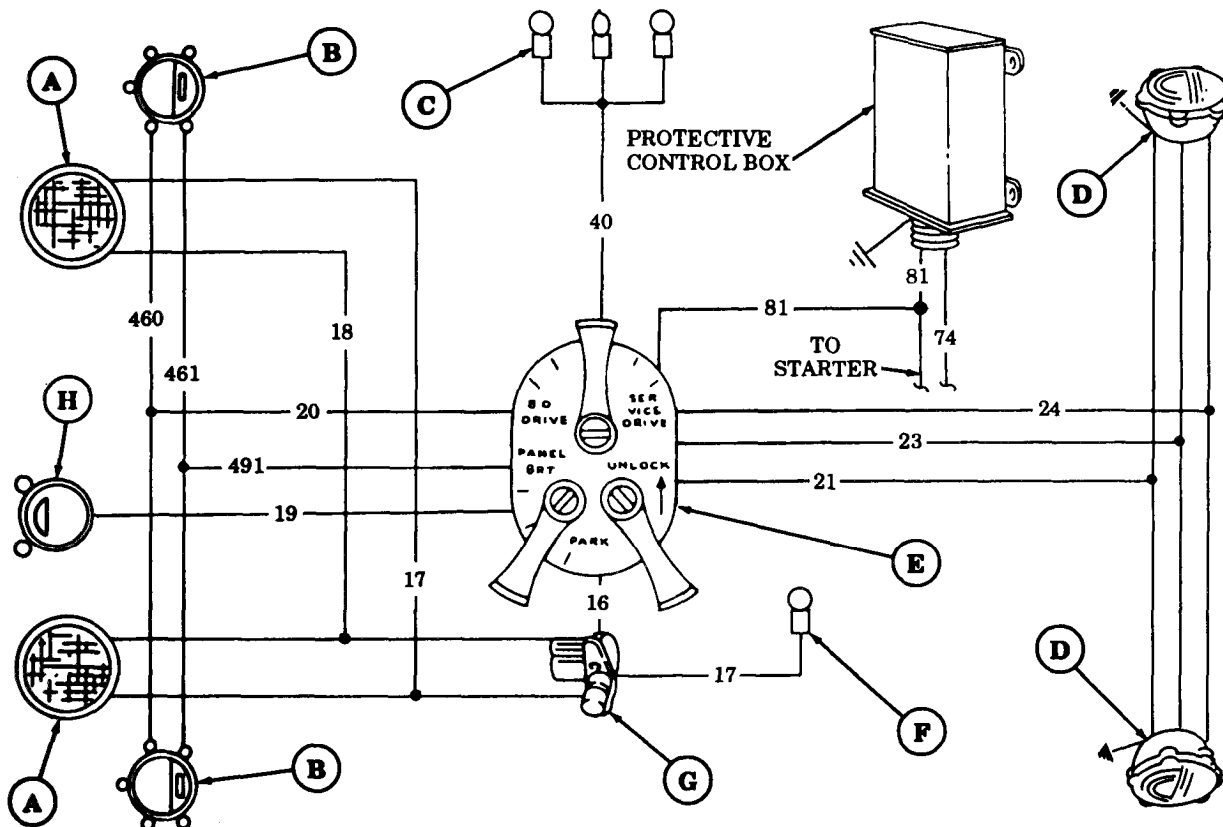 B
A
C
PROTECTIVE
CONTROL BOX
D
40
81
460
18
81
74
461
TO
STARTER
H
20
B O
DRIVE
SER
VICE
DRIVE
24
23
PANEL
BRT
UNLOCK
491
21
19
PARK
E
17
16
17
D
F
B
G
A